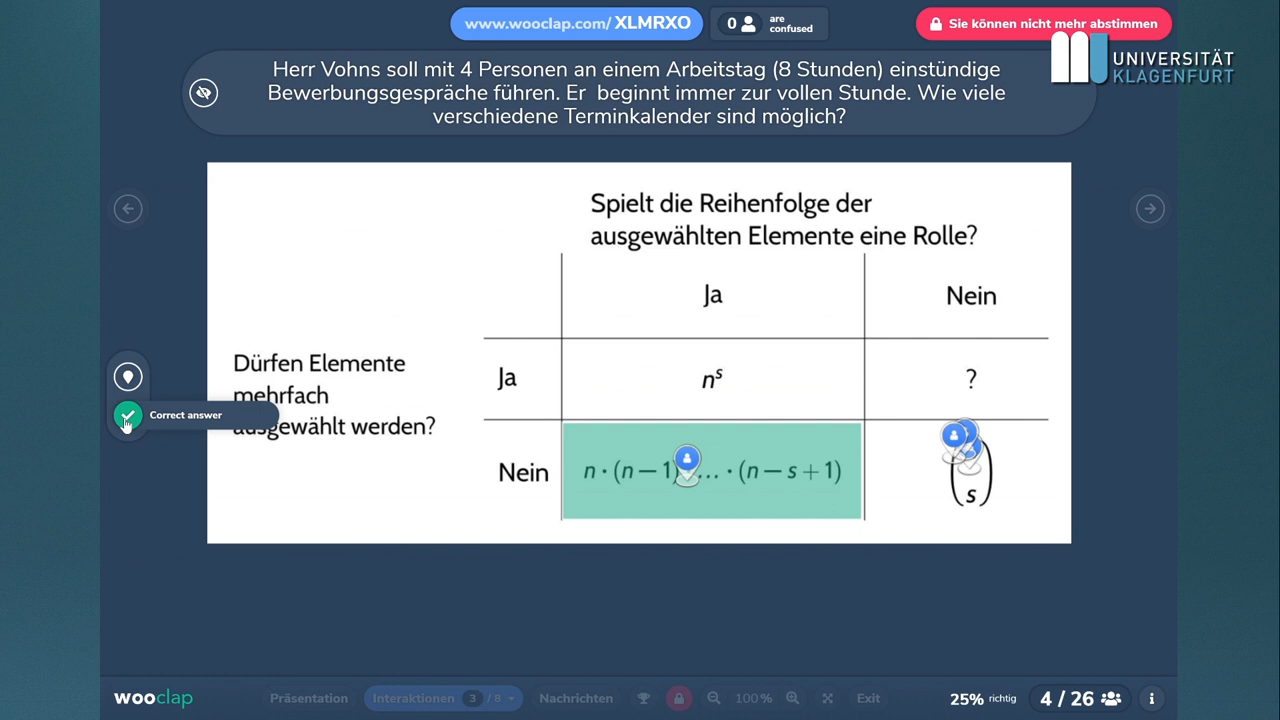 www.wooclap.com/ XLMRXO
0 are confused
Sie können nicht mehr abstimmen
UNIVERSITÄT
KLAGENFURT
Herr Vohns soll mit 4 Personen an einem Arbeitstag (8 Stunden) einstündige
Bewerbungsgespräche führen. Er beginnt immer zur vollen Stunde. Wie viele
verschiedene Terminkalender sind möglich?
Spielt die Reihenfolge der
ausgewählten Elemente eine Rolle?
Ja Nein
Dürfen Elemente
mehrfach
ausgewählt werden?
Ja nˢ ?
Nein n · (n − 1) · … · (n − s + 1) ( s )
Correct answer
wooclap Präsentation Interaktionen 3 / 8 Nachrichten 100 % Exit 25% richtig 4 / 26 i